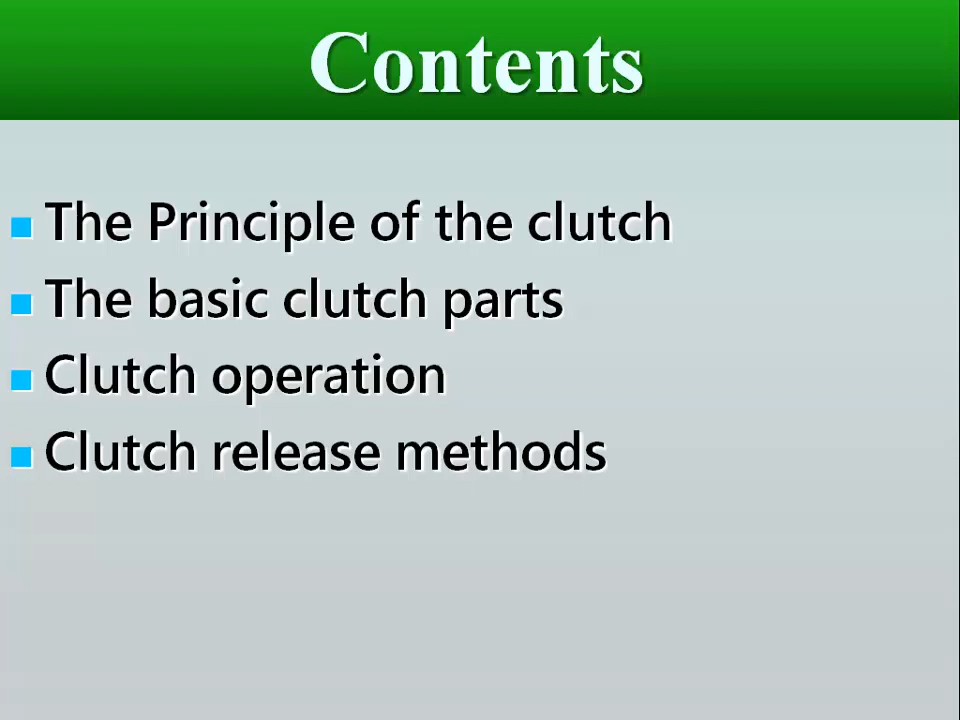 Contents
The Principle of the clutch
The basic clutch parts
Clutch operation
Clutch release methods